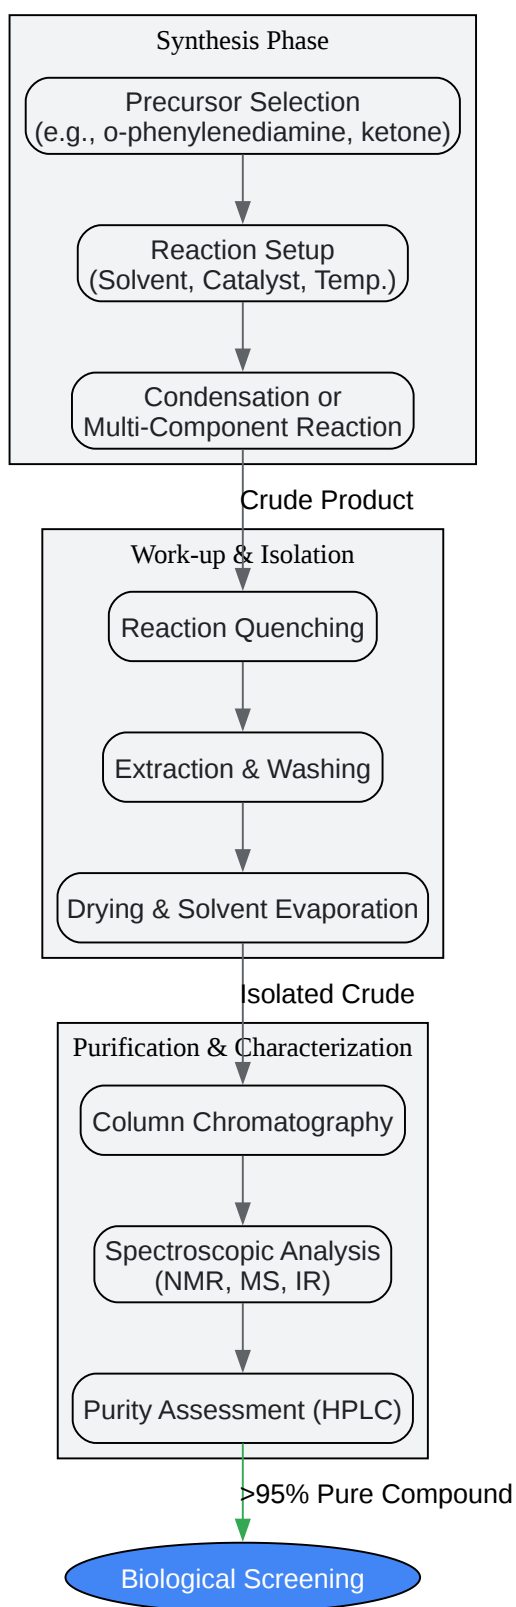 Synthesis Phase
Precursor Selection
(e.g., o-phenylenediamine, ketone)
Reaction Setup
(Solvent, Catalyst, Temp.)
Condensation or
Multi-Component Reaction
Crude Product
Work-up & Isolation
Reaction Quenching
Extraction & Washing
Drying & Solvent Evaporation
Isolated Crude
Purification & Characterization
Column Chromatography
Spectroscopic Analysis
(NMR, MS, IR)
Purity Assessment (HPLC)
>95% Pure Compound
Biological Screening